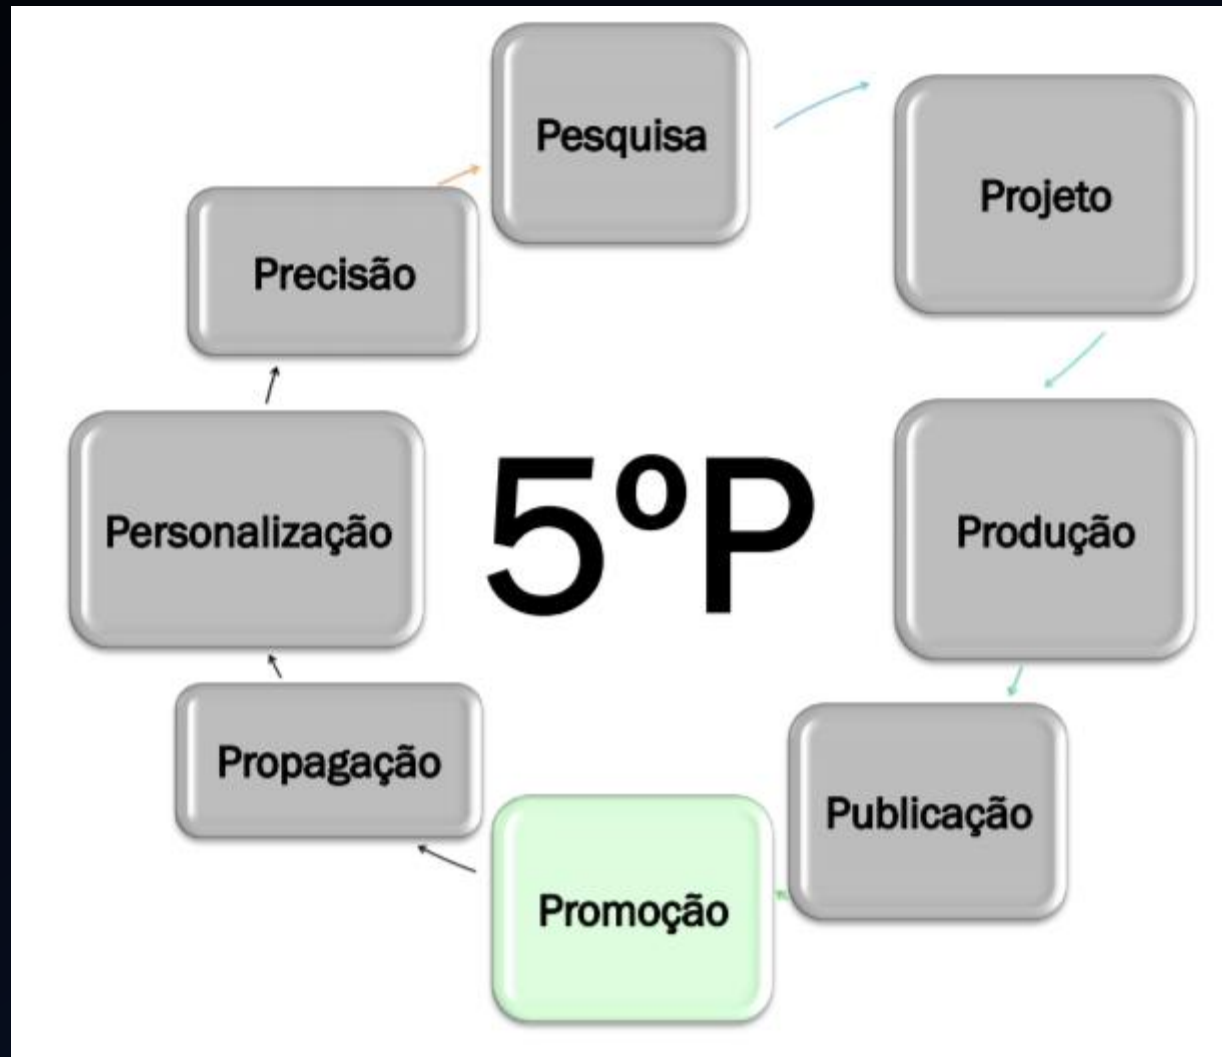 Pesquisa
Projeto
Produção
Publicação
Promoção
Propagação
Personalização
Precisão
5ºP